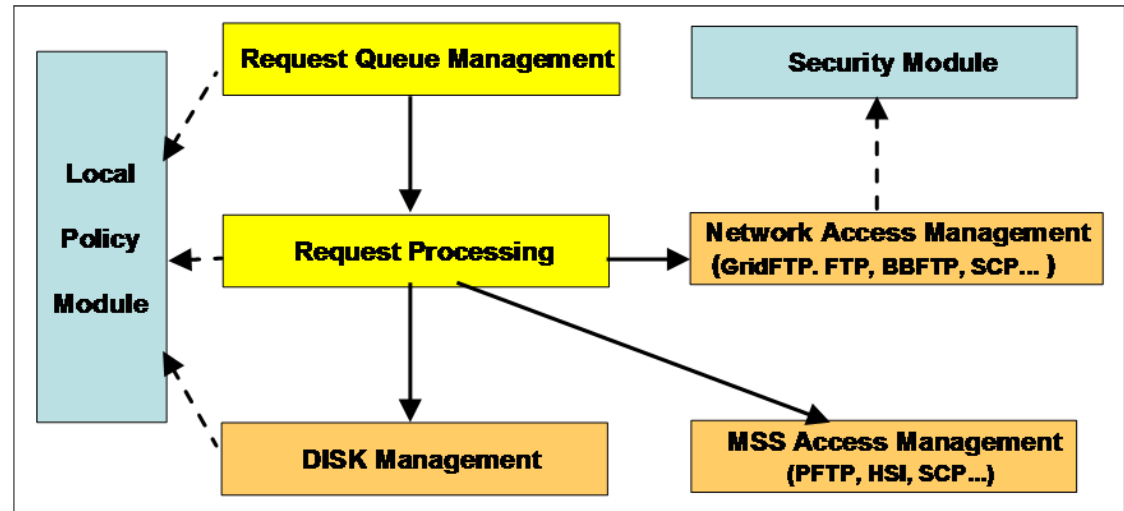 Request Queue Management
Security Module
Local
Policy
Module
Request Processing
Network Access Management
(GridFTP. FTP, BBFTP, SCP... )
DISK Management
MSS Access Management
(PFTP, HSI, SCP...)